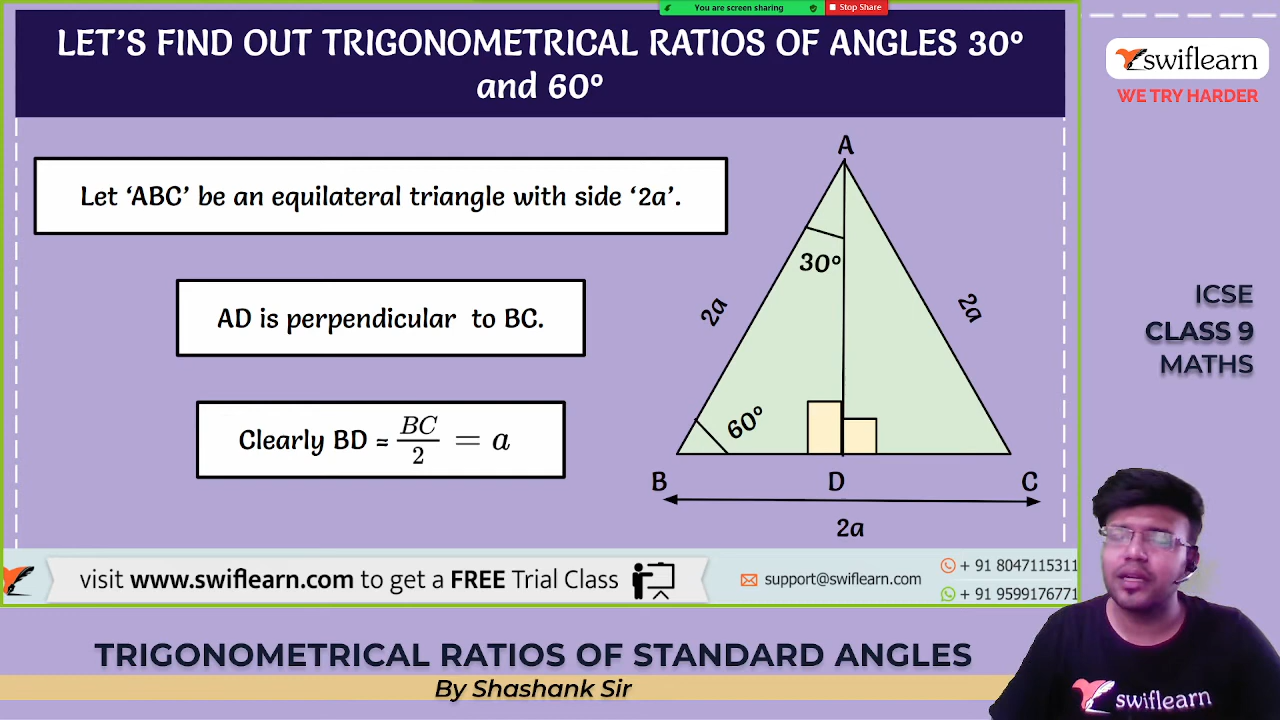 You are screen sharing
Stop Share
LET'S FIND OUT TRIGONOMETRICAL RATIOS OF ANGLES 30°
and 60°
swiflearn
WE TRY HARDER
Let 'ABC' be an equilateral triangle with side '2a'.
AD is perpendicular to BC.
Clearly BD = BC/2 = a
A
30°
2a
2a
60°
B
D
C
2a
ICSE
CLASS 9
MATHS
visit www.swiflearn.com to get a FREE Trial Class
support@swiflearn.com
+ 91 8047115311
+ 91 9599176771
TRIGONOMETRICAL RATIOS OF STANDARD ANGLES
By Shashank Sir
swiflearn